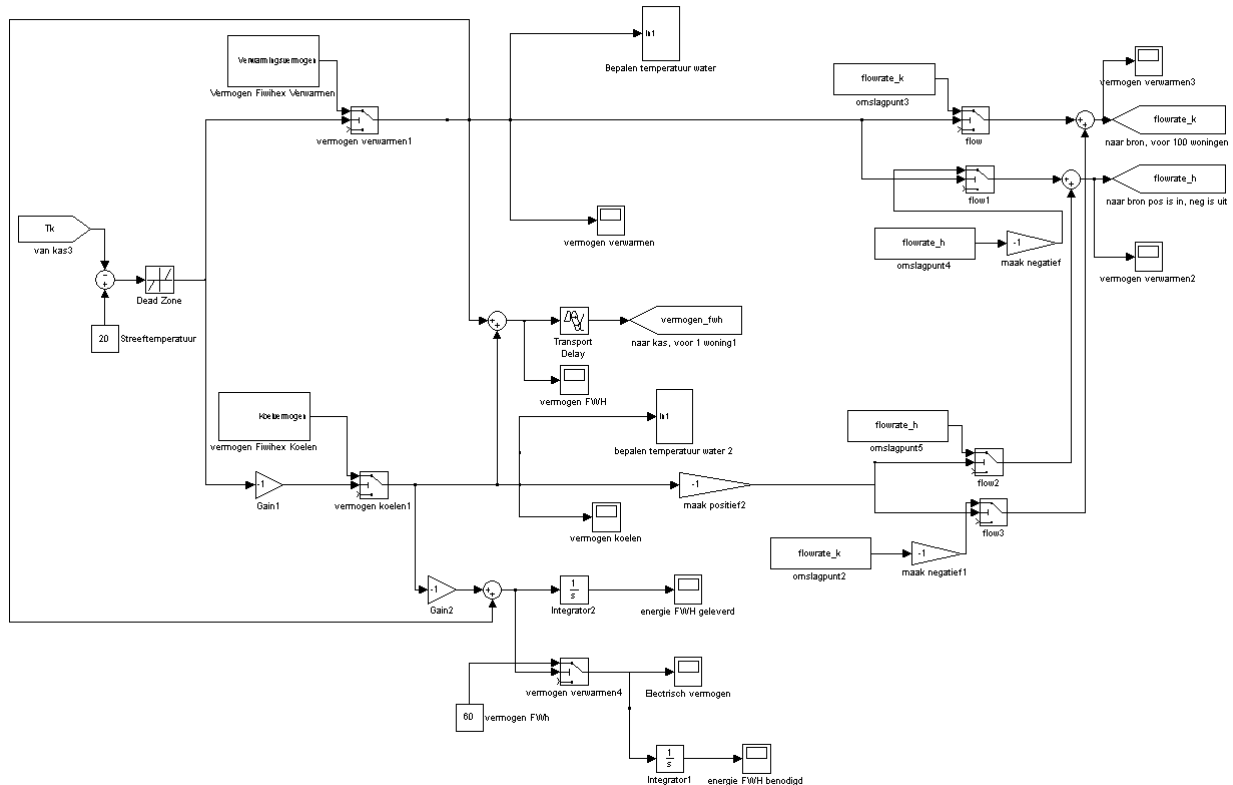 In1
Bepalen temperatuur water
Verwarmingsvermogen
Vermogen Fiwihex Verwarmen
vermogen verwarmen1
flowrate_k
omslagpunt3
flow
vermogen verwarmen3
flowrate_k
naar bron, voor 100 woningen
flow1
flowrate_h
naar bron pos is in, neg is uit
Tk
van kas3
vermogen verwarmen
flowrate_h
omslagpunt4
-1
maak negatief
vermogen verwarmen2
Dead Zone
20
Streeftemperatuur
Transport
Delay
vermogen_fwh
naar kas, voor 1 woning1
vermogen FWH
Koelvermogen
vermogen Fiwihex Koelen
In1
bepalen temperatuur water 2
flowrate_h
omslagpunt5
flow2
-1
Gain1
vermogen koelen1
-1
maak positief2
vermogen koelen
flow3
flowrate_k
omslagpunt2
-1
maak negatief1
-1
Gain2
1
s
Integrator2
energie FWH geleverd
vermogen verwarmen4
Electrisch vermogen
60
vermogen FWh
1
s
Integrator1
energie FWH benodigd